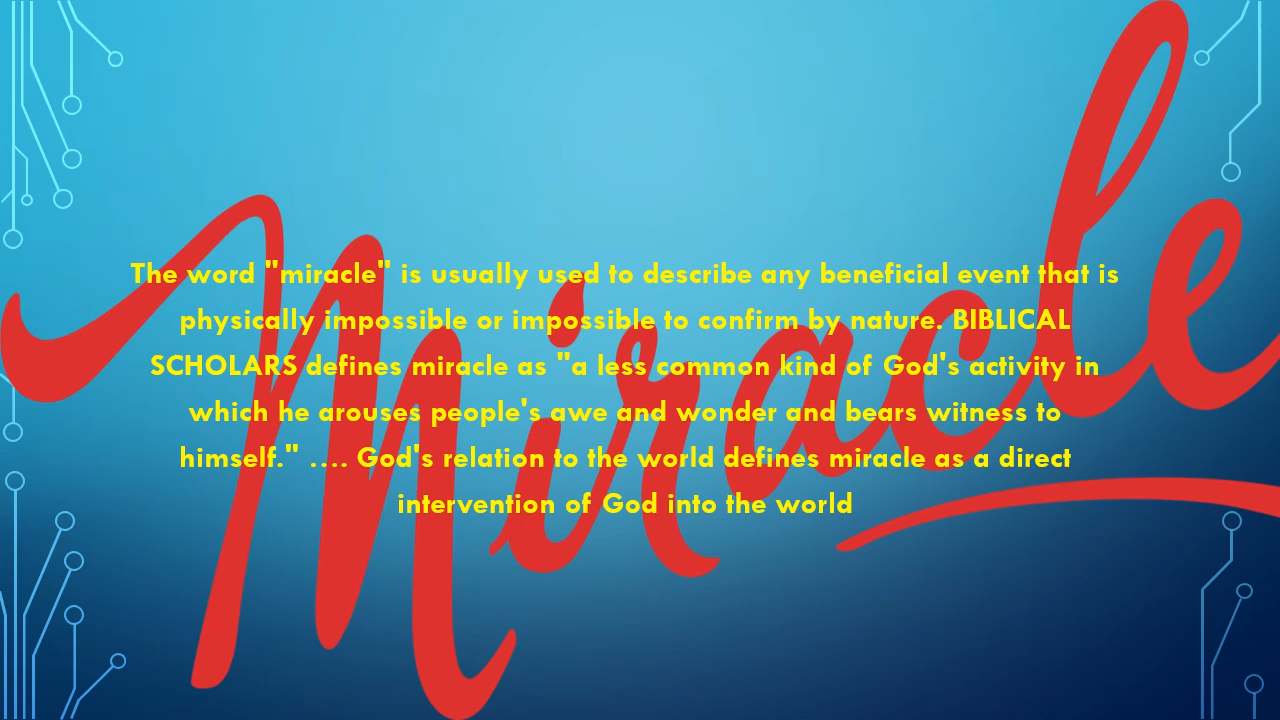 Miracle
The word "miracle" is usually used to describe any beneficial event that is
physically impossible or impossible to confirm by nature. BIBLICAL
SCHOLARS defines miracle as "a less common kind of God's activity in
which he arouses people's awe and wonder and bears witness to
himself." …. God's relation to the world defines miracle as a direct
intervention of God into the world